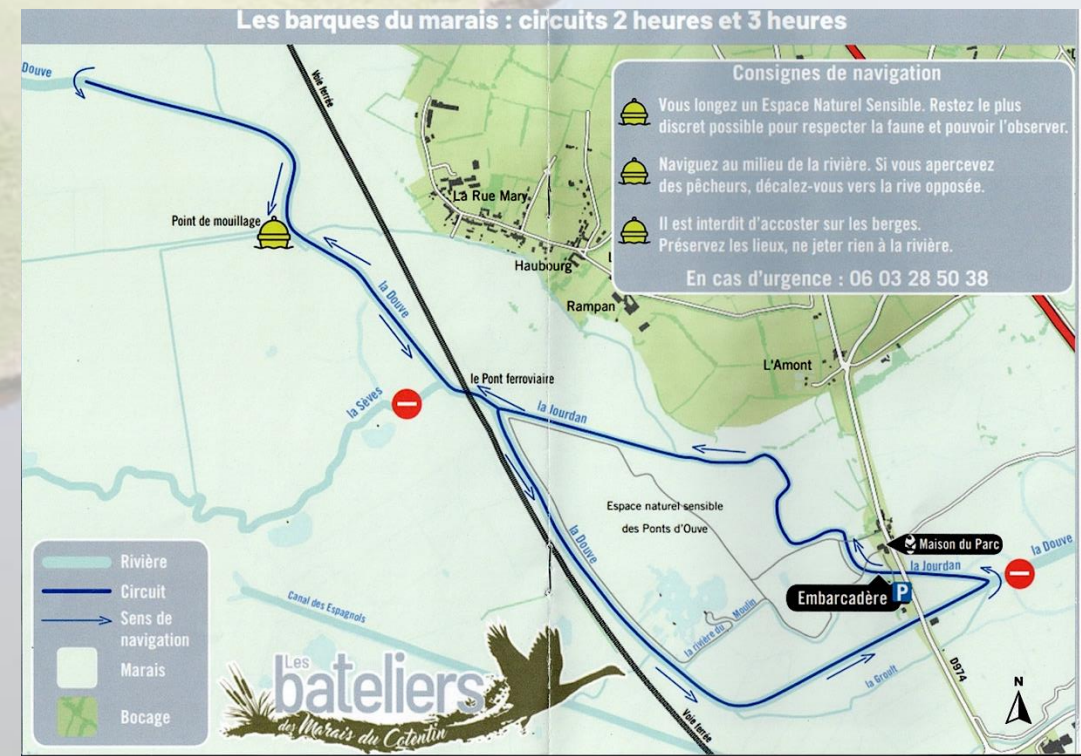 Les barques du marais : circuits 2 heures et 3 heures
Douve
Voie ferrée
Consignes de navigation
Vous longez un Espace Naturel Sensible. Restez le plus
discret possible pour respecter la faune et pouvoir l'observer.
Naviguez au milieu de la rivière. Si vous apercevez
des pêcheurs, décalez-vous vers la rive opposée.
Il est interdit d'accoster sur les berges.
Préservez les lieux, ne jeter rien à la rivière.
En cas d'urgence : 06 03 28 50 38
La Rue Mary
Point de mouillage
Haubourg
Rampan
la Douve
L'Amont
le Pont ferroviaire
la Sèves
la Jourdan
Espace naturel sensible
des Ponts d'Ouve
la Douve
Maison du Parc
la Douve
la Jourdan
Embarcadère P
Rivière
Circuit
Sens de
navigation
Marais
Bocage
Canal des Espagnols
la rivière du Moulin
la Groult
D974
N
Voie ferrée
Les
bateliers
des Marais du Cotentin